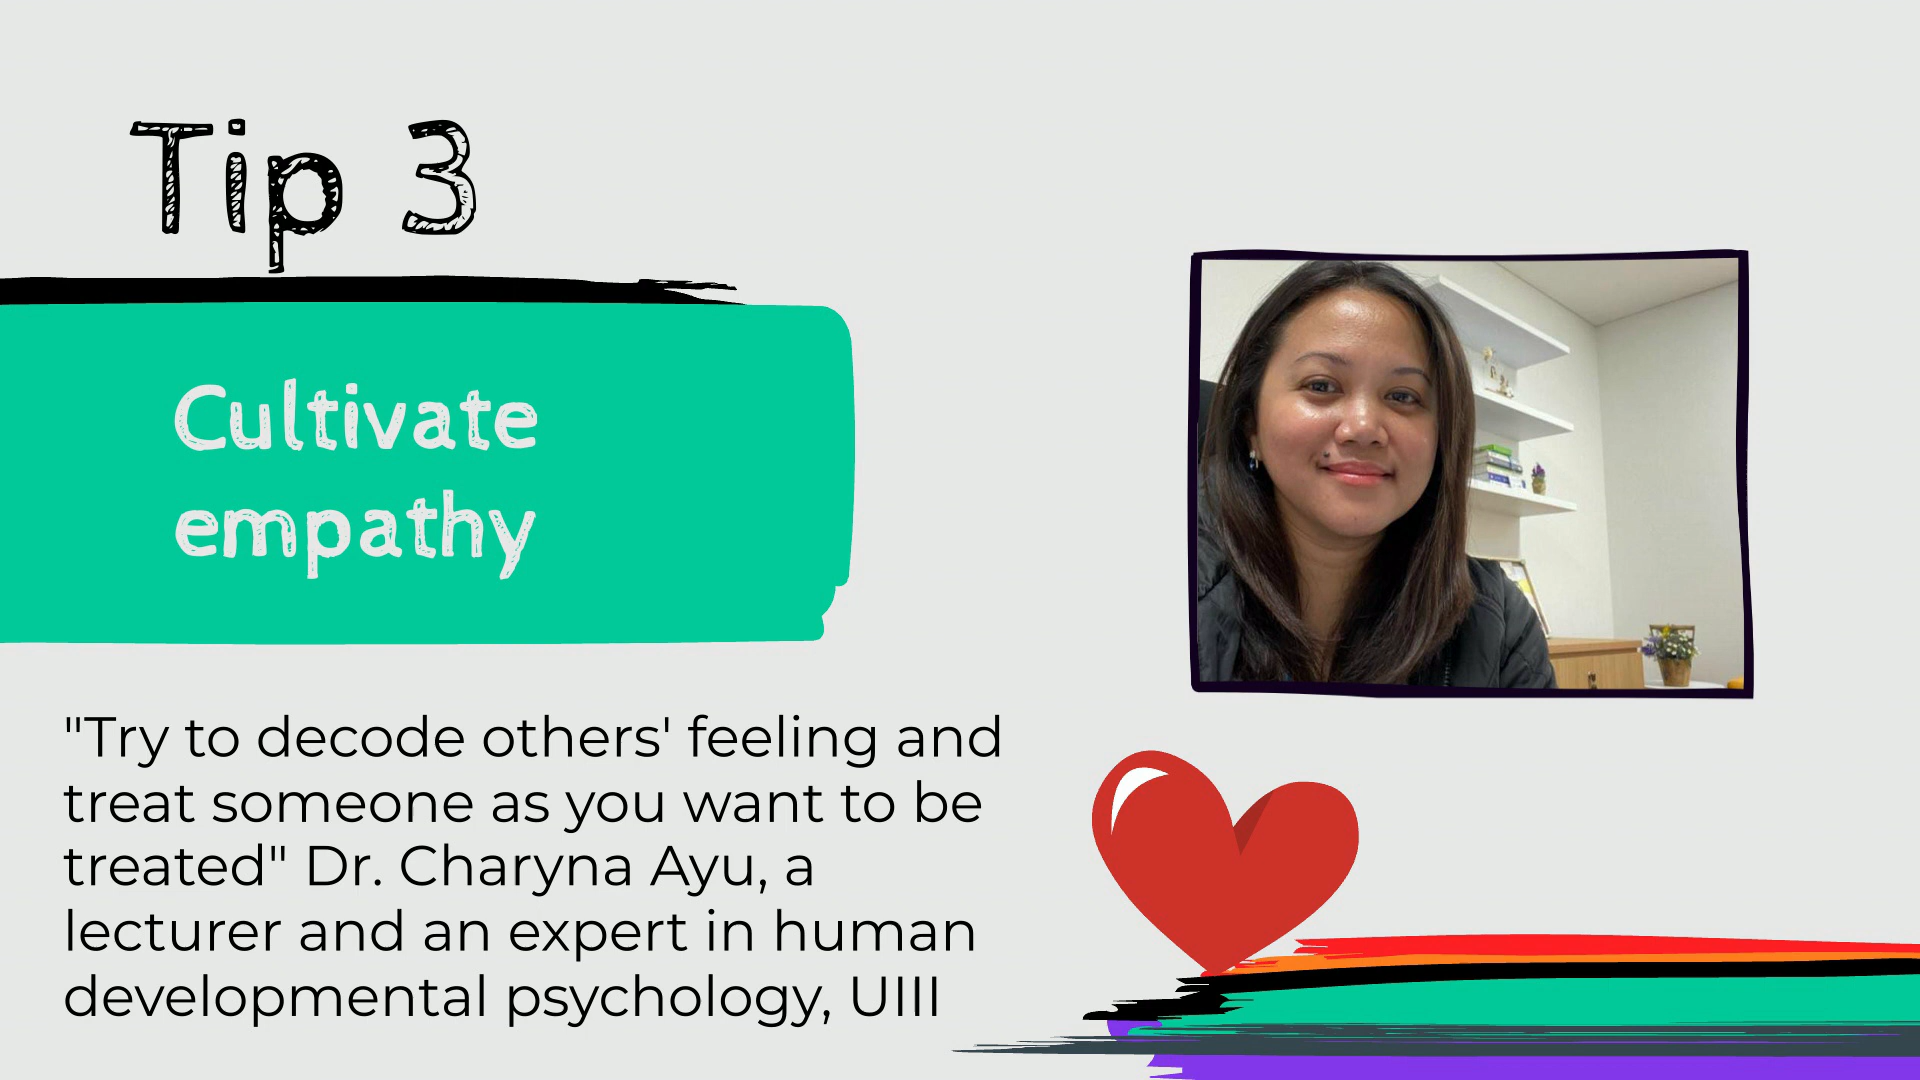 Tip 3
Cultivate
empathy
"Try to decode others' feeling and
treat someone as you want to be
treated" Dr. Charyna Ayu, a
lecturer and an expert in human
developmental psychology, UIII